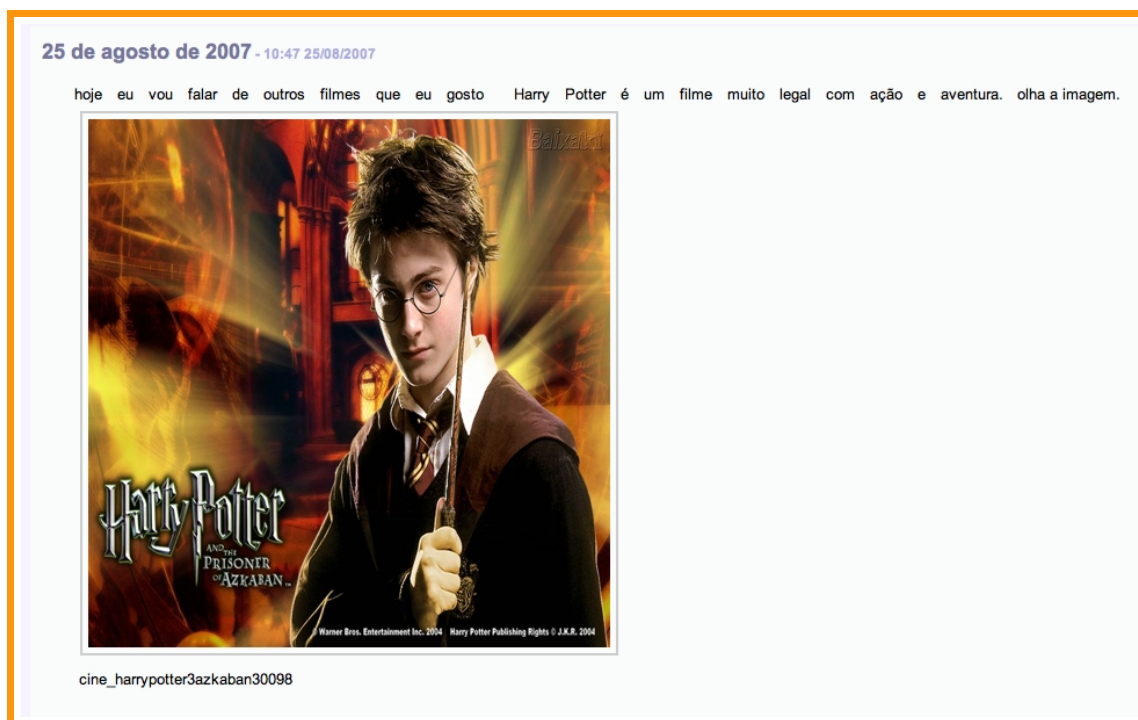 25 de agosto de 2007 - 10:47 25/08/2007
hoje eu vou falar de outros filmes que eu gosto Harry Potter é um filme muito legal com ação e aventura. olha a imagem.
Baixaki
Harry Potter
AND THE
PRISONER
OF AZKABAN™
© Warner Bros. Entertainment Inc. 2004 Harry Potter Publishing Rights © J.K.R. 2004
cine_harrypotter3azkaban30098